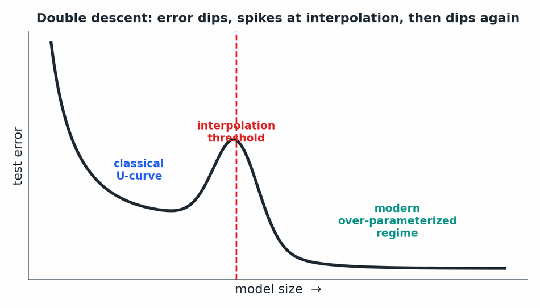 Double descent: error dips, spikes at interpolation, then dips again
test error
interpolation
threshold
classical
U-curve
modern
over-parameterized
regime
model size →